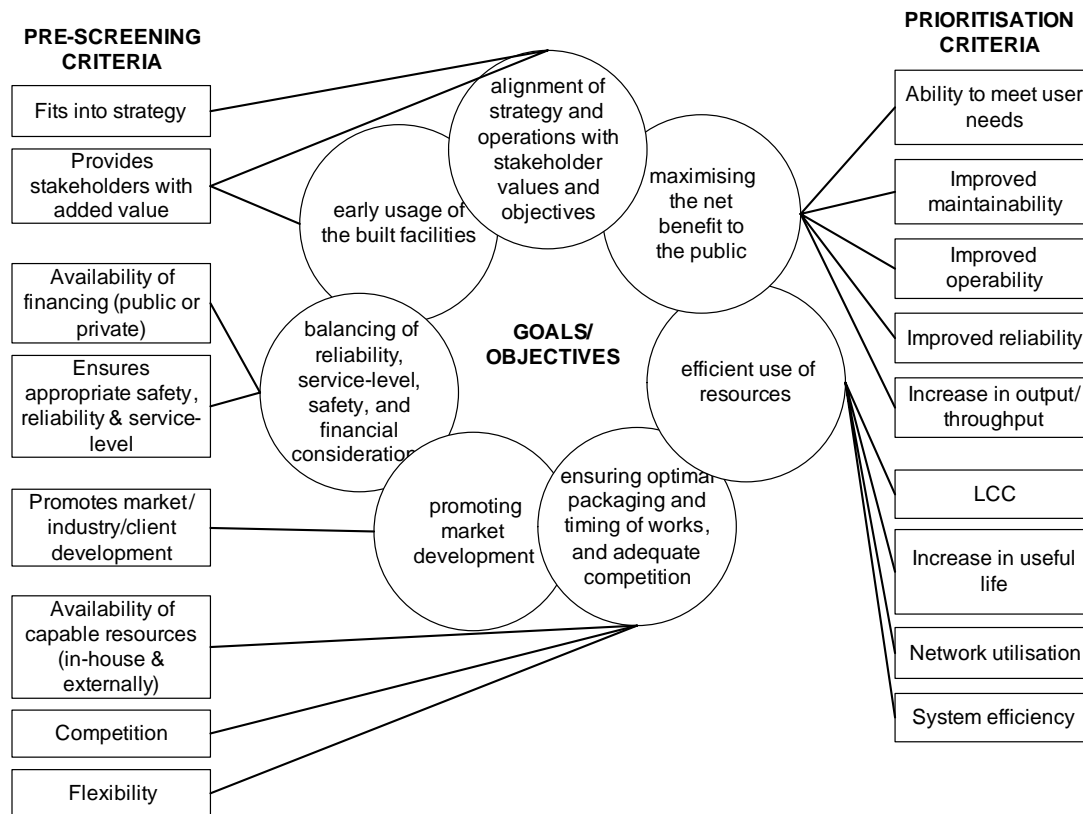 PRE-SCREENING
CRITERIA
Fits into strategy
Provides
stakeholders with
added value
Availability of
financing (public or
private)
Ensures
appropriate safety,
reliability & service-
level
Promotes market/
industry/client
development
Availability of
capable resources
(in-house &
externally)
Competition
Flexibility
alignment of
strategy and
operations with
stakeholder
values and
objectives
early usage of
the built facilities
maximising
the net
benefit to
the public
balancing of
reliability,
service-level,
safety, and
financial
consideration
GOALS/
OBJECTIVES
efficient use of
resources
promoting
market
development
ensuring optimal
packaging and
timing of works,
and adequate
competition
PRIORITISATION
CRITERIA
Ability to meet user
needs
Improved
maintainability
Improved
operability
Improved reliability
Increase in output/
throughput
LCC
Increase in useful
life
Network utilisation
System efficiency